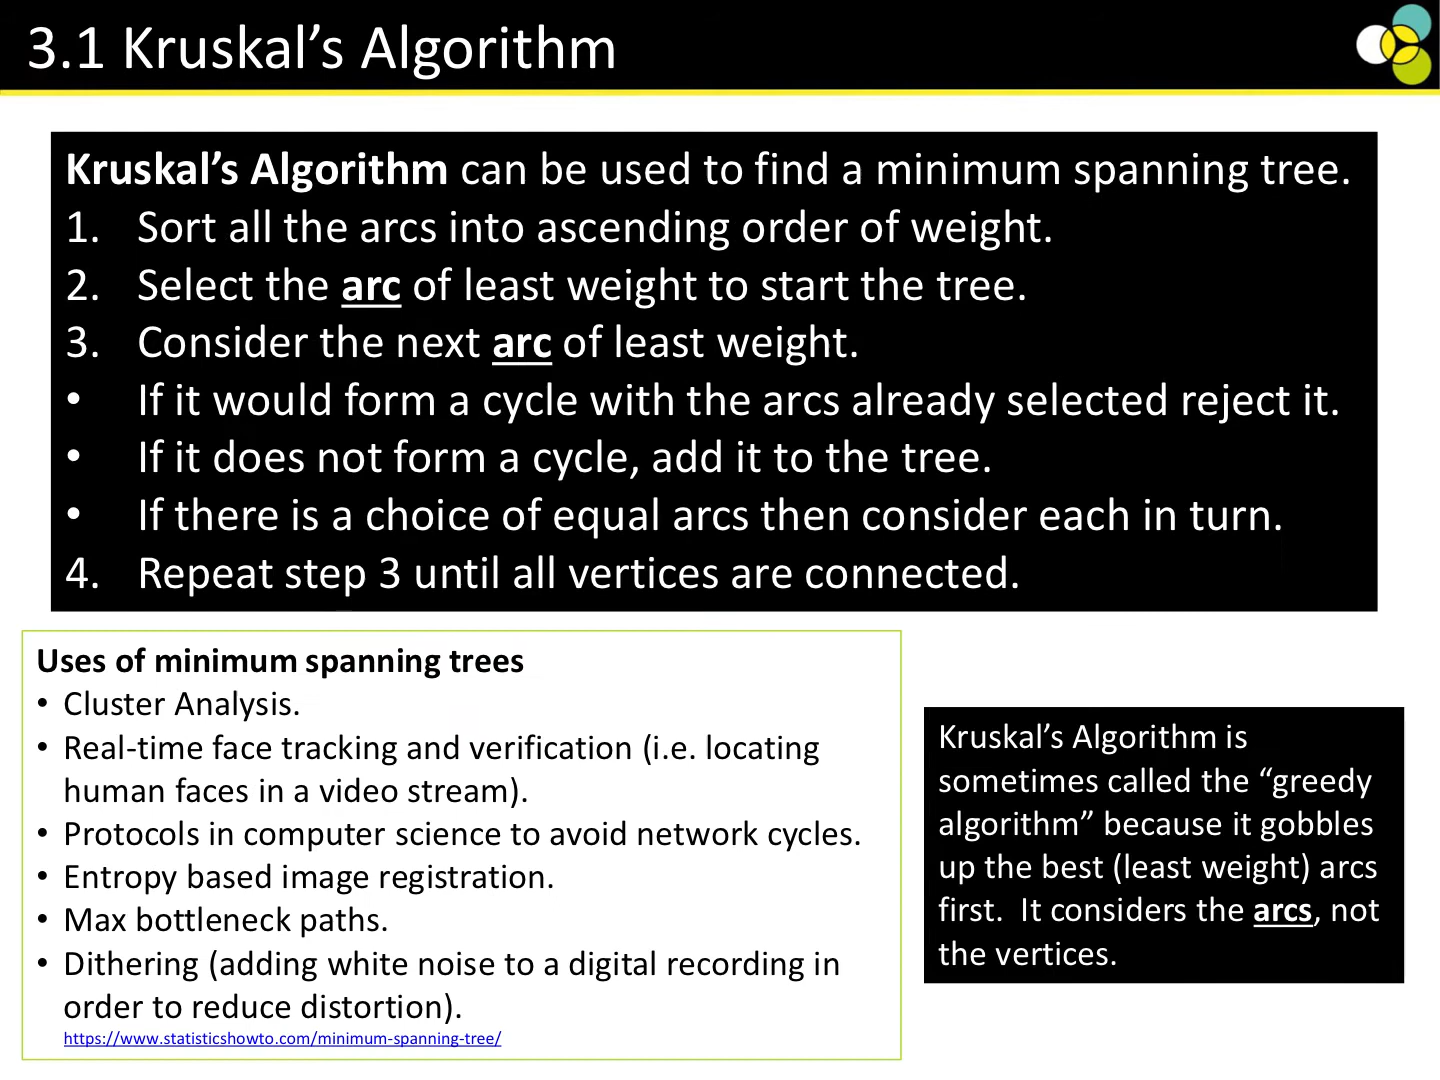 3.1 Kruskal’s Algorithm
Kruskal’s Algorithm can be used to find a minimum spanning tree.
1. Sort all the arcs into ascending order of weight.
2. Select the arc of least weight to start the tree.
3. Consider the next arc of least weight.
• If it would form a cycle with the arcs already selected reject it.
• If it does not form a cycle, add it to the tree.
• If there is a choice of equal arcs then consider each in turn.
4. Repeat step 3 until all vertices are connected.
Uses of minimum spanning trees
• Cluster Analysis.
• Real-time face tracking and verification (i.e. locating
human faces in a video stream).
• Protocols in computer science to avoid network cycles.
• Entropy based image registration.
• Max bottleneck paths.
• Dithering (adding white noise to a digital recording in
order to reduce distortion).
https://www.statisticshowto.com/minimum-spanning-tree/
Kruskal’s Algorithm is
sometimes called the “greedy
algorithm” because it gobbles
up the best (least weight) arcs
first. It considers the arcs, not
the vertices.